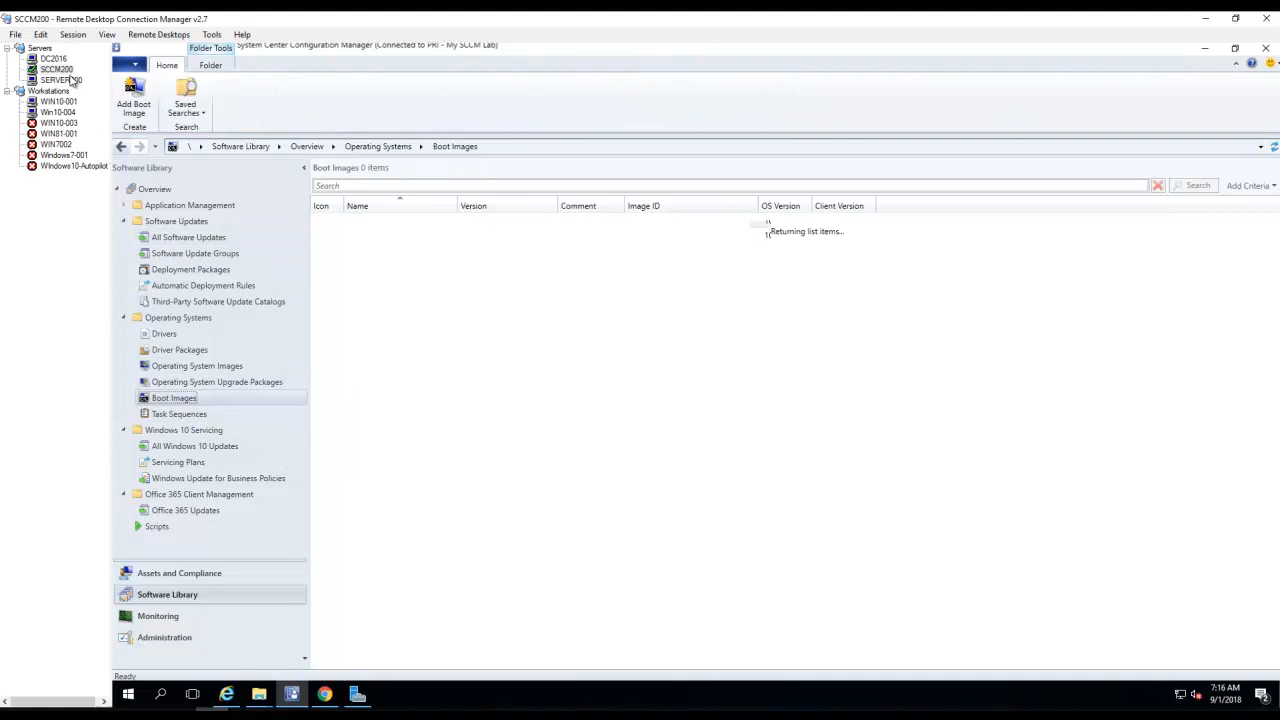 SCCM200 - Remote Desktop Connection Manager v2.7
File Edit Session View Remote Desktops Tools Help
Servers
DC2016
SCCM200
Workstations
WIN10-001
Win10-004
WIN10-003
WIN81-001
WIN7002
Windows7-001
Windows10-Autopilot
Folder Tools System Center Configuration Manager (Connected to PRI - My SCCM Lab)
Home Folder
Add Boot Image
Saved Searches
Create Search
\ Software Library Overview Operating Systems Boot Images
Software Library
Overview
Application Management
Software Updates
All Software Updates
Software Update Groups
Deployment Packages
Automatic Deployment Rules
Third-Party Software Update Catalogs
Operating Systems
Drivers
Driver Packages
Operating System Images
Operating System Upgrade Packages
Boot Images
Task Sequences
Windows 10 Servicing
All Windows 10 Updates
Servicing Plans
Windows Update for Business Policies
Office 365 Client Management
Office 365 Updates
Scripts
Assets and Compliance
Software Library
Monitoring
Administration
Boot Images 0 items
Search Search Add Criteria
Icon Name Version Comment Image ID OS Version Client Version
Returning list items...
Ready
7:16 AM
9/1/2018
2